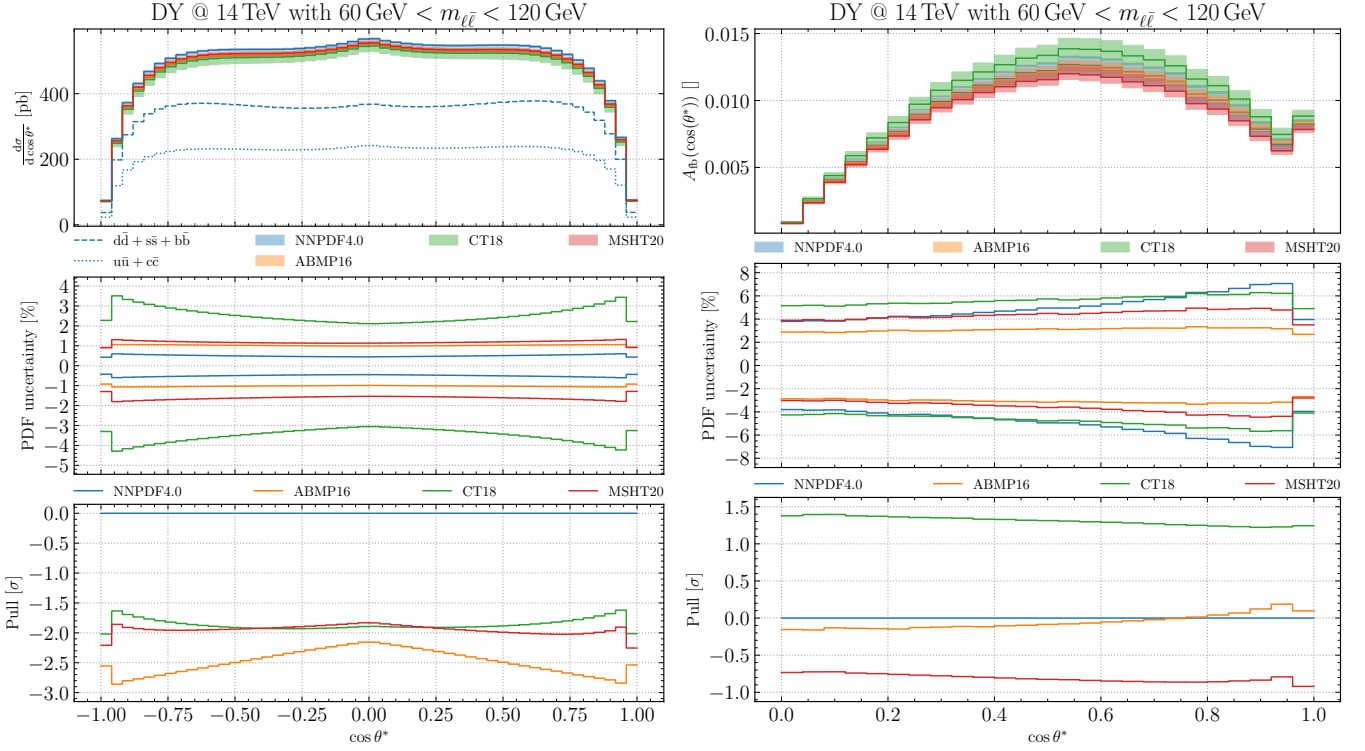 DY @ 14 TeV with 60 GeV < m_{ℓℓ̄} < 120 GeV
dσ/d cos θ* [pb]
400
200
0
-- dd̄ + ss̄ + bb̄
··· uū + cc̄
NNPDF4.0
ABMP16
CT18
MSHT20
PDF uncertainty [%]
4
3
2
1
0
−1
−2
−3
−4
−5
NNPDF4.0 ABMP16 CT18 MSHT20
Pull [σ]
0.0
−0.5
−1.0
−1.5
−2.0
−2.5
−3.0
−1.00 −0.75 −0.50 −0.25 0.00 0.25 0.50 0.75 1.00
cos θ*
DY @ 14 TeV with 60 GeV < m_{ℓℓ̄} < 120 GeV
A_fb(cos(θ*)) []
0.015
0.010
0.005
NNPDF4.0 ABMP16 CT18 MSHT20
PDF uncertainty [%]
8
6
4
2
0
−2
−4
−6
−8
NNPDF4.0 ABMP16 CT18 MSHT20
Pull [σ]
1.5
1.0
0.5
0.0
−0.5
−1.0
0.0 0.2 0.4 0.6 0.8 1.0
cos θ*